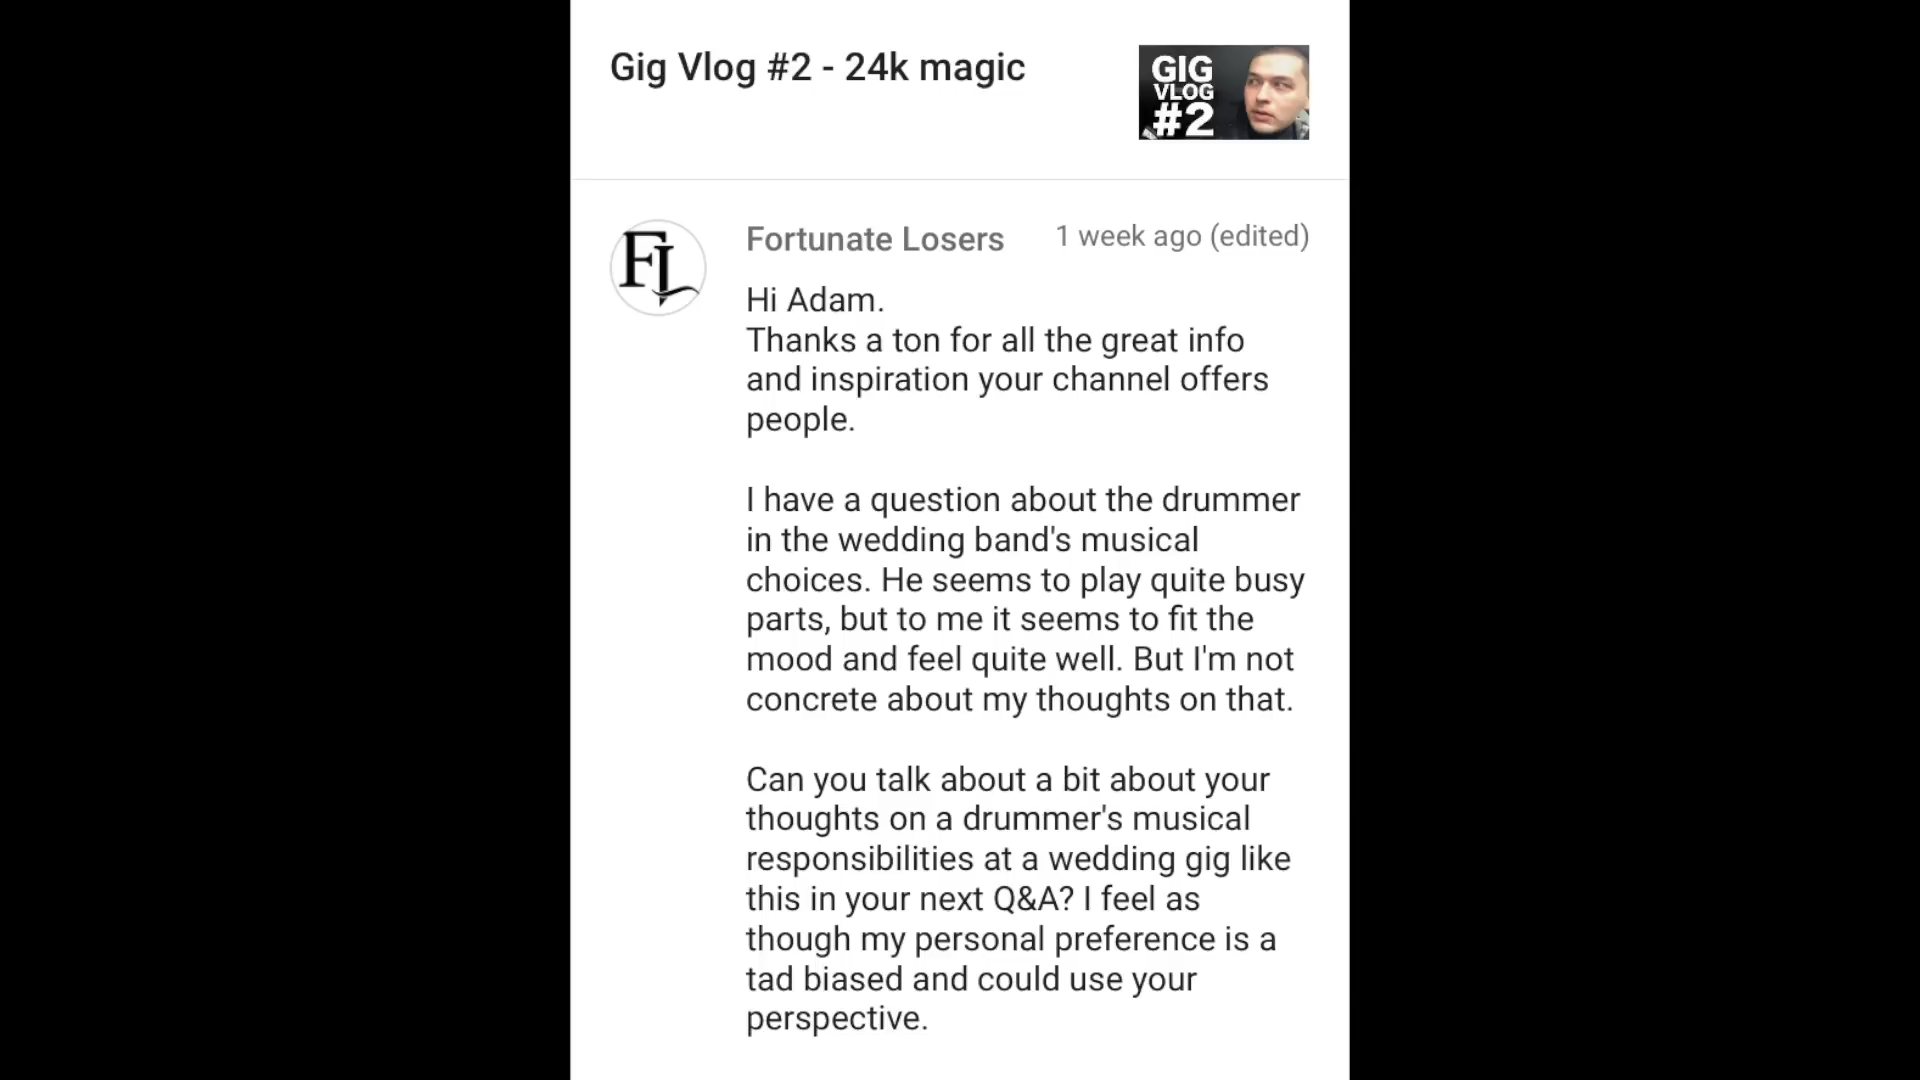 Gig Vlog #2 - 24k magic
GIG
VLOG
#2
FL
Fortunate Losers
1 week ago (edited)
Hi Adam.
Thanks a ton for all the great info
and inspiration your channel offers
people.
I have a question about the drummer
in the wedding band's musical
choices. He seems to play quite busy
parts, but to me it seems to fit the
mood and feel quite well. But I'm not
concrete about my thoughts on that.
Can you talk about a bit about your
thoughts on a drummer's musical
responsibilities at a wedding gig like
this in your next Q&A? I feel as
though my personal preference is a
tad biased and could use your
perspective.